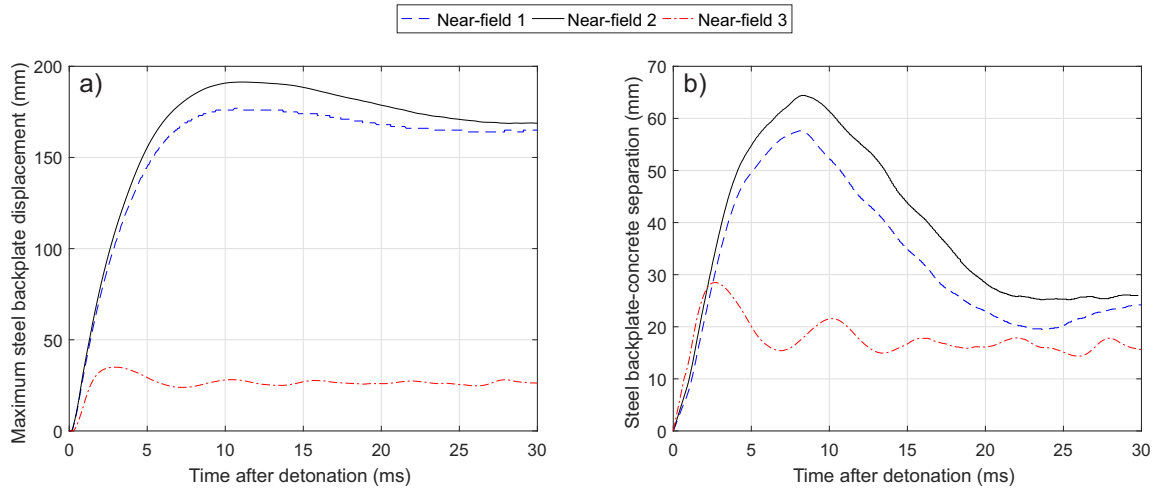 Near-field 1 Near-field 2 Near-field 3
a)
Maximum steel backplate displacement (mm)
200
150
100
50
0
0 5 10 15 20 25 30
Time after detonation (ms)
b)
Steel backplate-concrete separation (mm)
70
60
50
40
30
20
10
0
0 5 10 15 20 25 30
Time after detonation (ms)